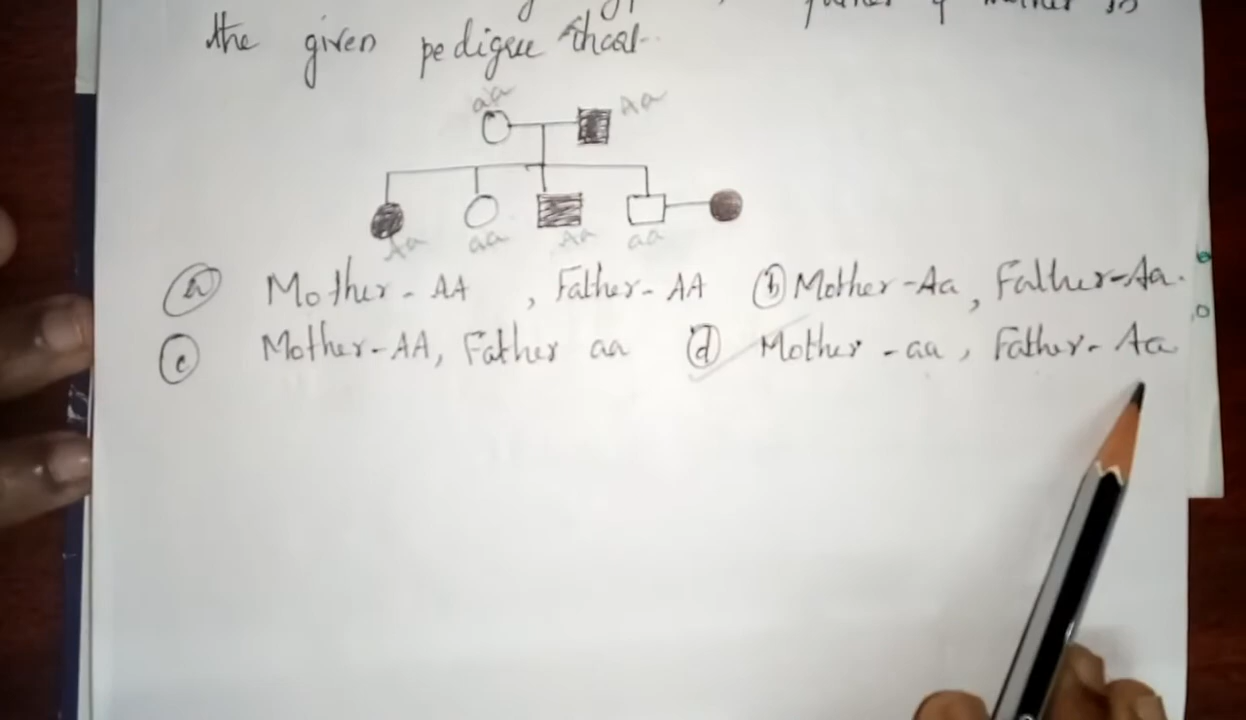 the given pedigree chart.
aa Aa
Aa aa Aa aa
(a) Mother - AA , Father - AA (b) Mother - Aa, Father - Aa.
(c) Mother - AA, Father aa (d) Mother - aa, Father - Aa